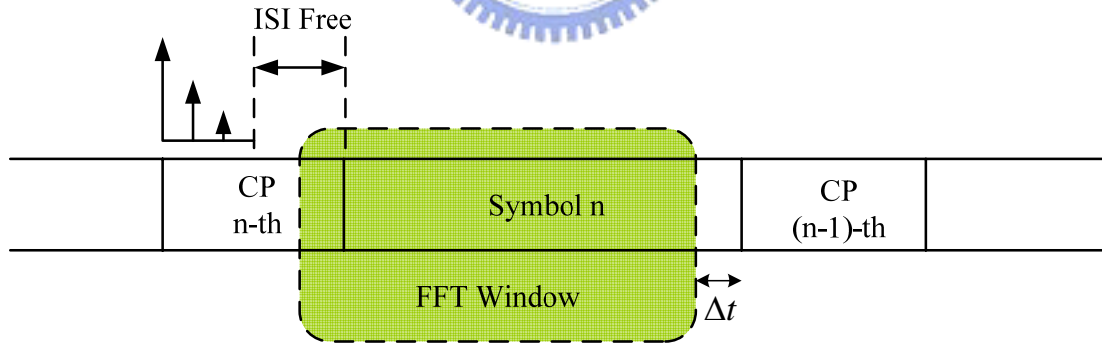 ISI Free
CP
n-th
Symbol n
CP
(n-1)-th
FFT Window
Δt